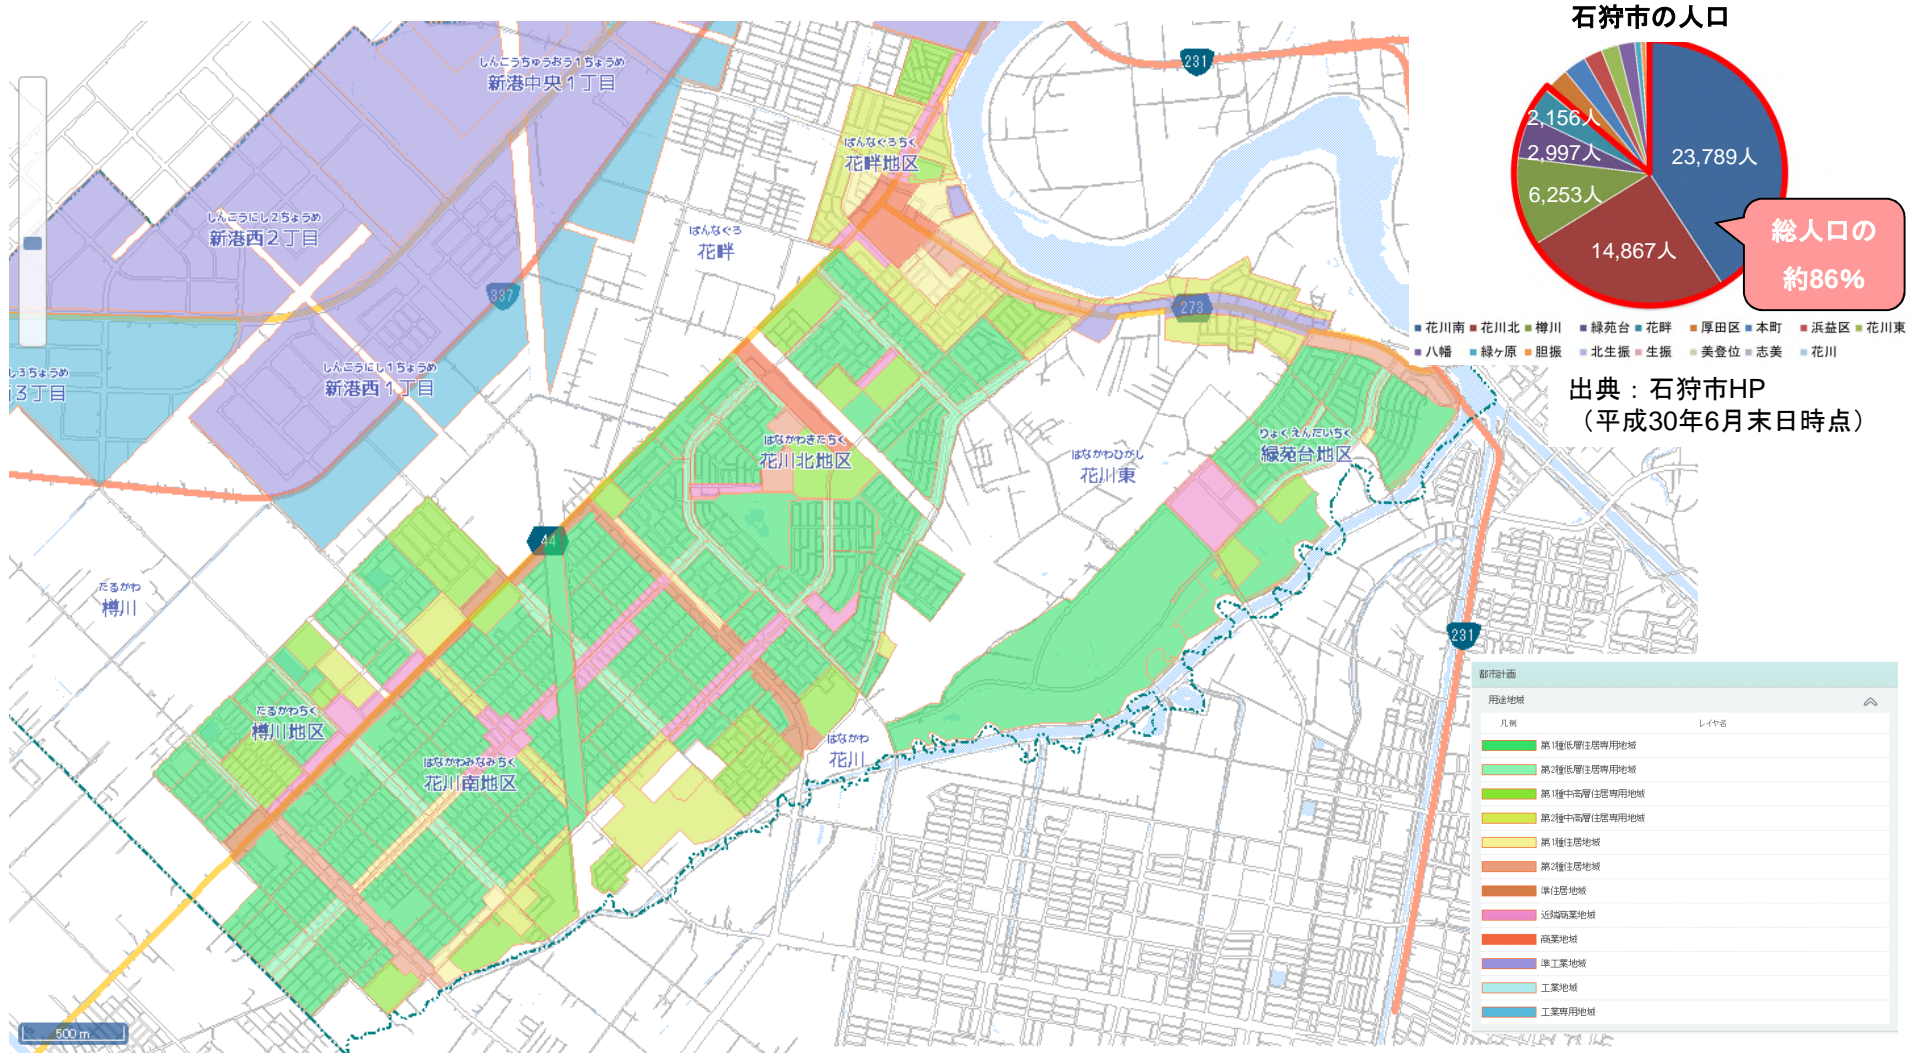 石狩市の人口
2,156人
2,997人
6,253人
14,867人
23,789人
総人口の
約86%
花川南 花川北 樽川 緑苑台 花畔 厚田区 本町 浜益区 花川東
八幡 緑ヶ原 胆振 北生振 生振 美登位 志美 花川
出典：石狩市HP
（平成30年6月末日時点）
しんこうちゅうおう1ちょうめ
新港中央1丁目
231
ばんなぐろちく
花畔地区
しんこうにし2ちょうめ
新港西2丁目
ばんなぐろ
花畔
337
273
しんこうにし1ちょうめ
新港西1丁目
し3ちょうめ
3丁目
はなかわきたちく
花川北地区
はなかわひがし
花川東
りょくえんだいちく
緑苑台地区
44
たるかわ
樽川
231
たるかわちく
樽川地区
はなかわみなみちく
花川南地区
はなかわ
花川
500 m
都市計画
用途地域
凡例 レイヤ名
第1種低層住居専用地域
第2種低層住居専用地域
第1種中高層住居専用地域
第2種中高層住居専用地域
第1種住居地域
第2種住居地域
準住居地域
近隣商業地域
商業地域
準工業地域
工業地域
工業専用地域